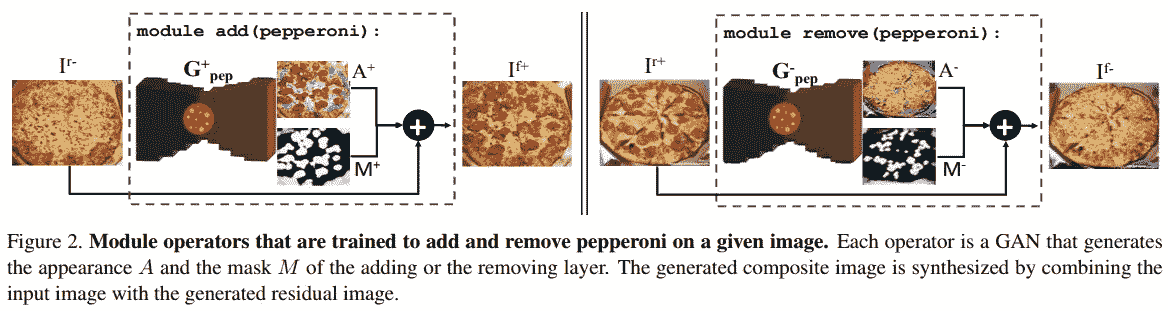 module add(pepperoni):
I^r-
G^+_pep
A^+
M^+
I^f+
module remove(pepperoni):
I^r+
G^-_pep
A^-
M^-
I^f-
Figure 2. Module operators that are trained to add and remove pepperoni on a given image. Each operator is a GAN that generates
the appearance A and the mask M of the adding or the removing layer. The generated composite image is synthesized by combining the
input image with the generated residual image.